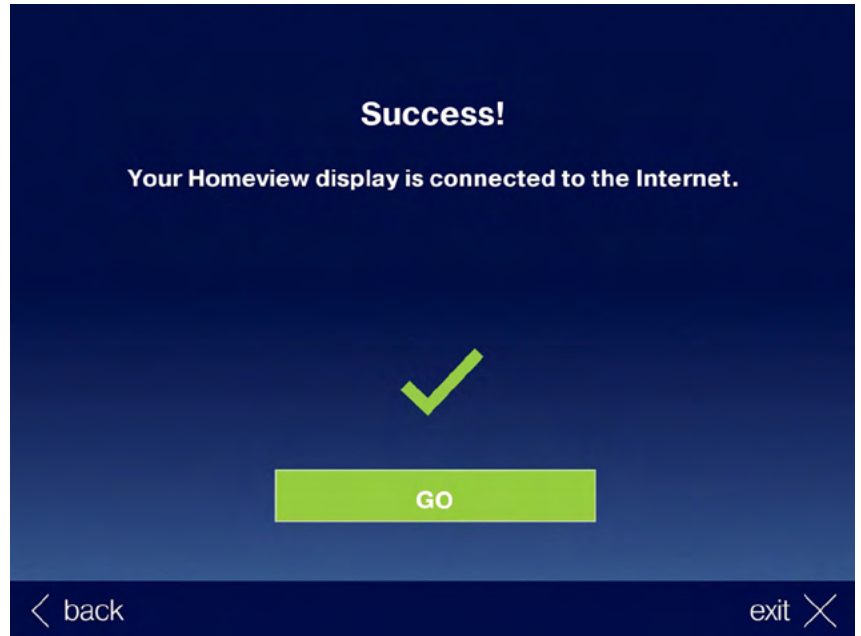 Success!
Your Homeview display is connected to the Internet.
GO
back
exit